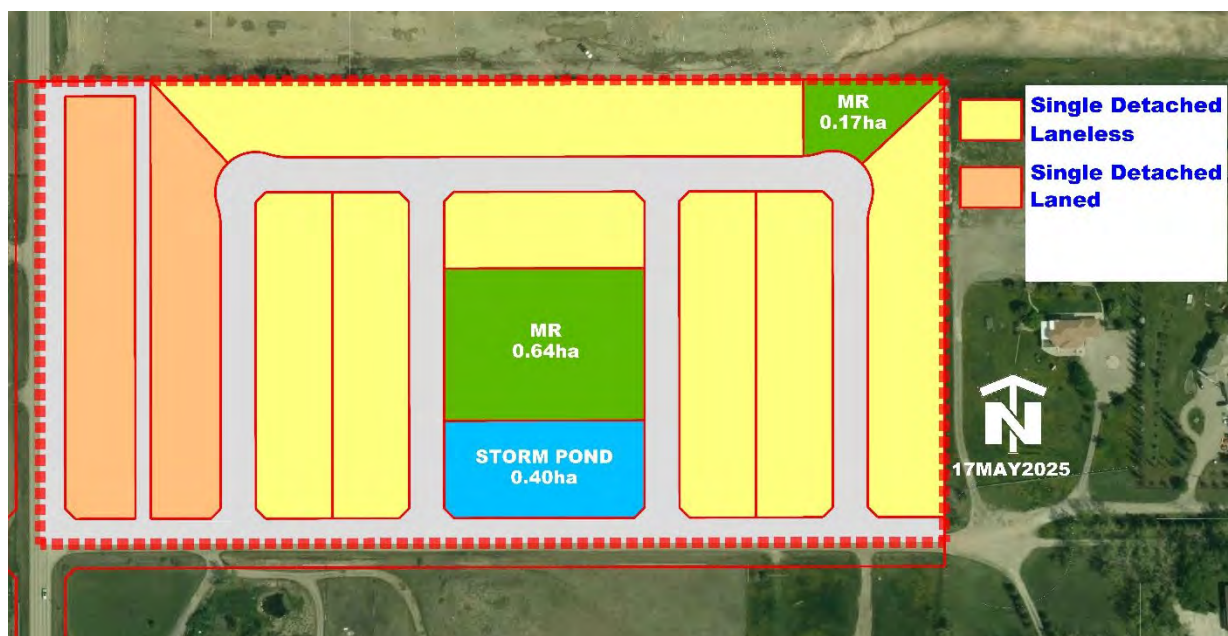 MR
0.17ha
Single Detached
Laneless
Single Detached
Laned
MR
0.64ha
STORM POND
0.40ha
N
17MAY2025